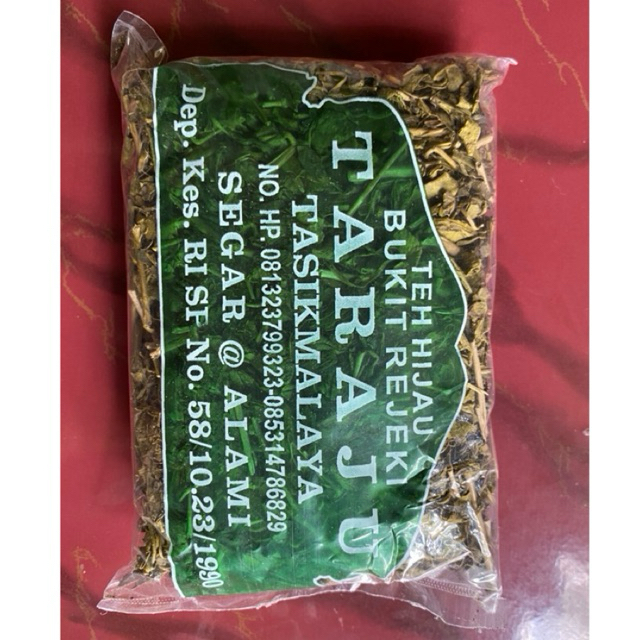 TEH HIJAU
BUKIT REJEKI
TARAJU
TASIKMALAYA
NO. HP. 081323799323-085314786829
SEGAR @ ALAMI
Dep. Kes. RI SF No. 58/10.23/1990